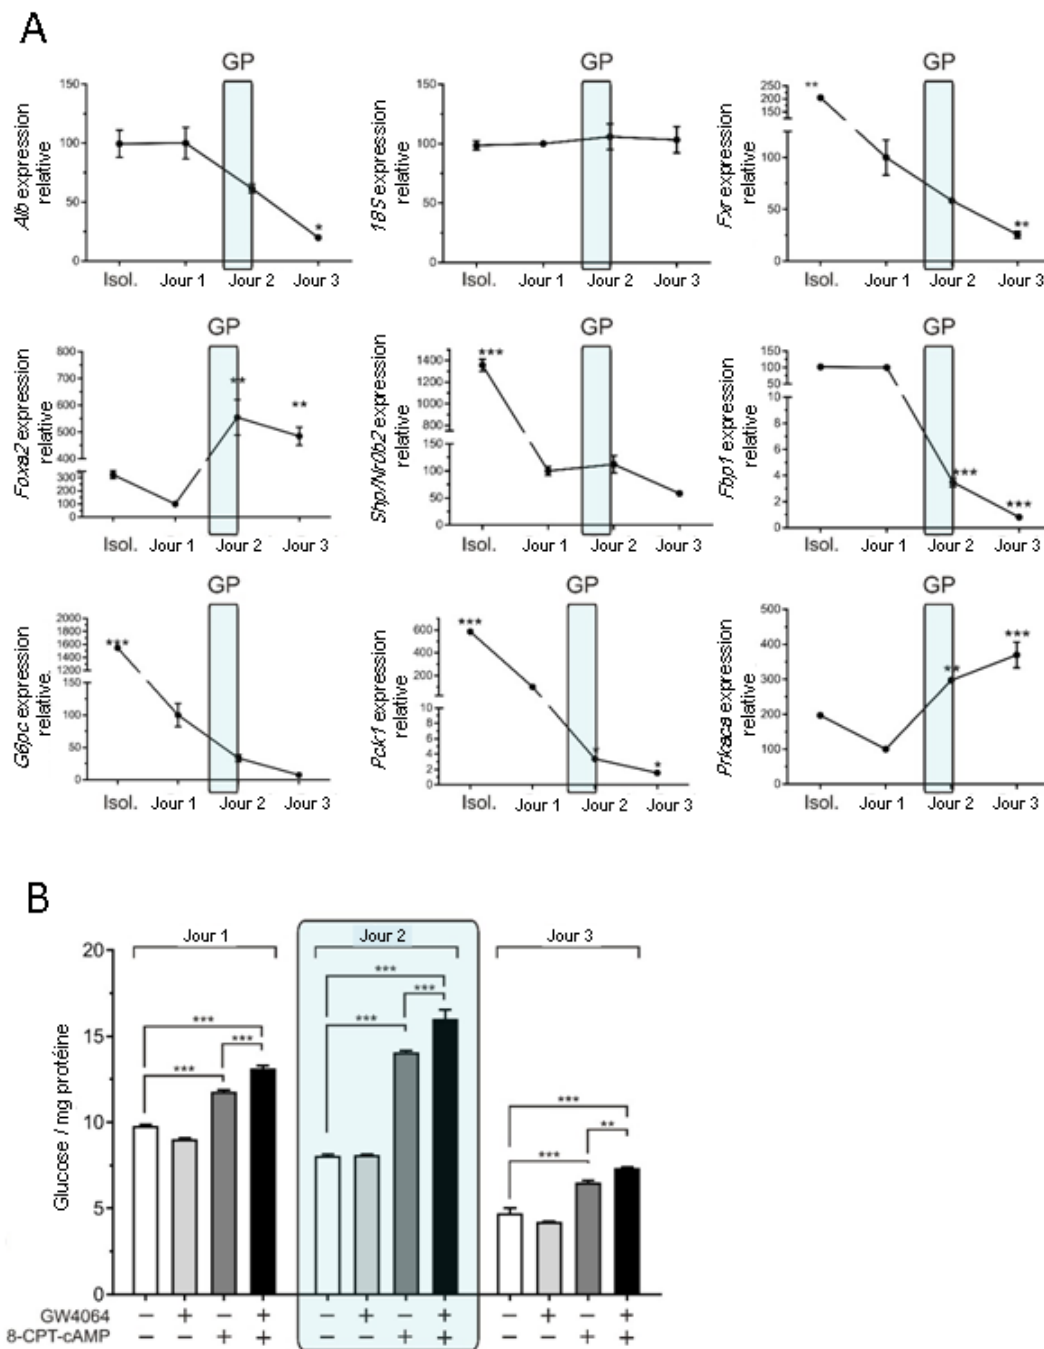 A
GP
GP
GP
Alb expression relative
150
100
50
0
Isol. Jour 1 Jour 2 Jour 3
*
18S expression relative
150
100
50
0
Isol. Jour 1 Jour 2 Jour 3
Fxr expression relative
250
200
150
100
50
0
**
**
Isol. Jour 1 Jour 2 Jour 3
GP
GP
GP
Foxa2 expression relative
800
700
600
500
400
300
200
100
0
**
**
Isol. Jour 1 Jour 2 Jour 3
Shp/Nr0b2 expression relative
1400
1200
1000
800
600
400
200
150
100
50
0
***
Isol. Jour 1 Jour 2 Jour 3
Fbp1 expression relative
150
100
50
10
8
6
4
2
0
***
***
Isol. Jour 1 Jour 2 Jour 3
GP
GP
GP
G6pc expression relative.
2000
1800
1600
1400
1200
150
100
50
0
***
Isol. Jour 1 Jour 2 Jour 3
Pck1 expression relative
600
400
200
10
8
6
4
2
0
***
*
*
Isol. Jour 1 Jour 2 Jour 3
Prkaca expression relative
500
400
300
200
100
0
**
***
Isol. Jour 1 Jour 2 Jour 3
B
Jour 1 Jour 2 Jour 3
Glucose / mg protéine
20
15
10
5
0
***
***
***
***
***
***
***
**
***
GW4064 – + – + – + – + – + – +
8-CPT-cAMP – – + + – – + + – – + +